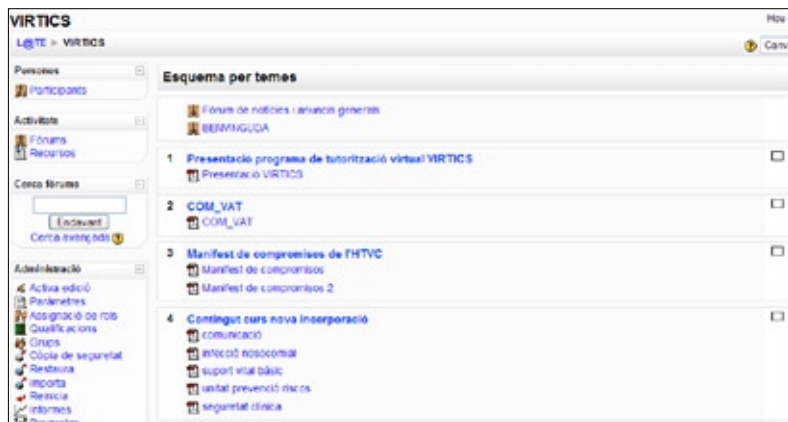 VIRTICS
L@TE ► VIRTICS
Persones
Participants
Activitats
Fòrums
Recursos
Cerca fòrums
Endavant
Cerca avançada
Administració
Activa edició
Paràmetres
Assignació de rols
Qualificacions
Grups
Còpia de seguretat
Restaura
Importa
Reinicia
Informes
Esquema per temes
Fòrum de notícies i anuncis generals
BENVINGUDA
1 Presentació programa de tutorització virtual VIRTICS
Presentació VIRTICS
2 COM_VAT
COM_VAT
3 Manifest de compromisos de l'HTVC
Manifest de compromisos
Manifest de compromisos 2
4 Contingut curs nova incorporació
comunicació
infecció nosocomial
suport vital bàsic
unitat prevenció riscos
seguretat clínica